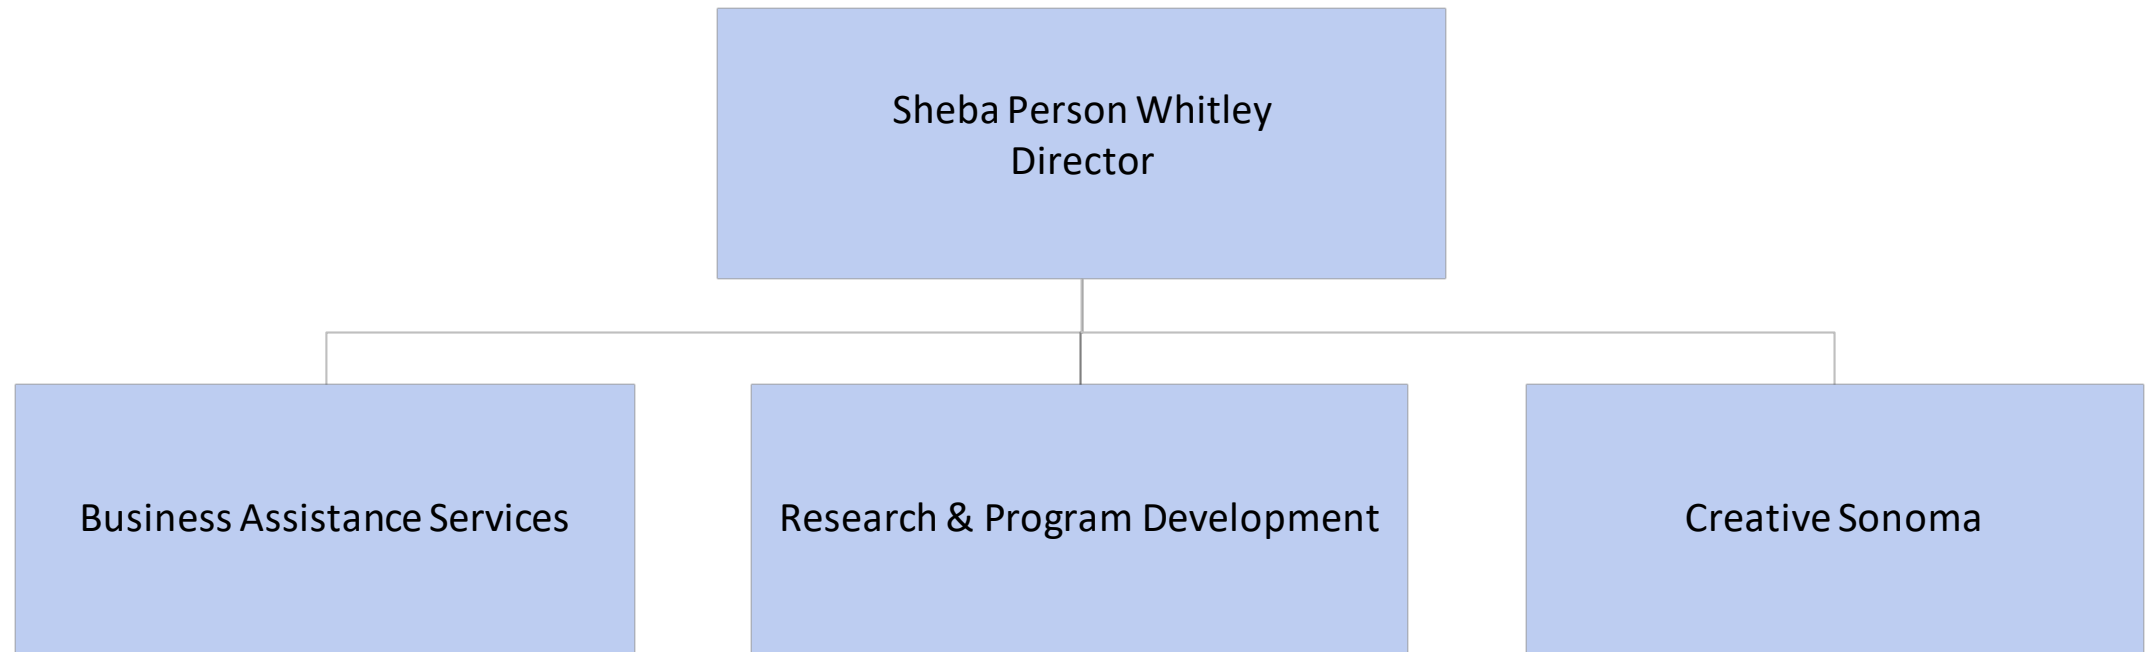 Sheba Person Whitley
Director
Business Assistance Services
Research & Program Development
Creative Sonoma